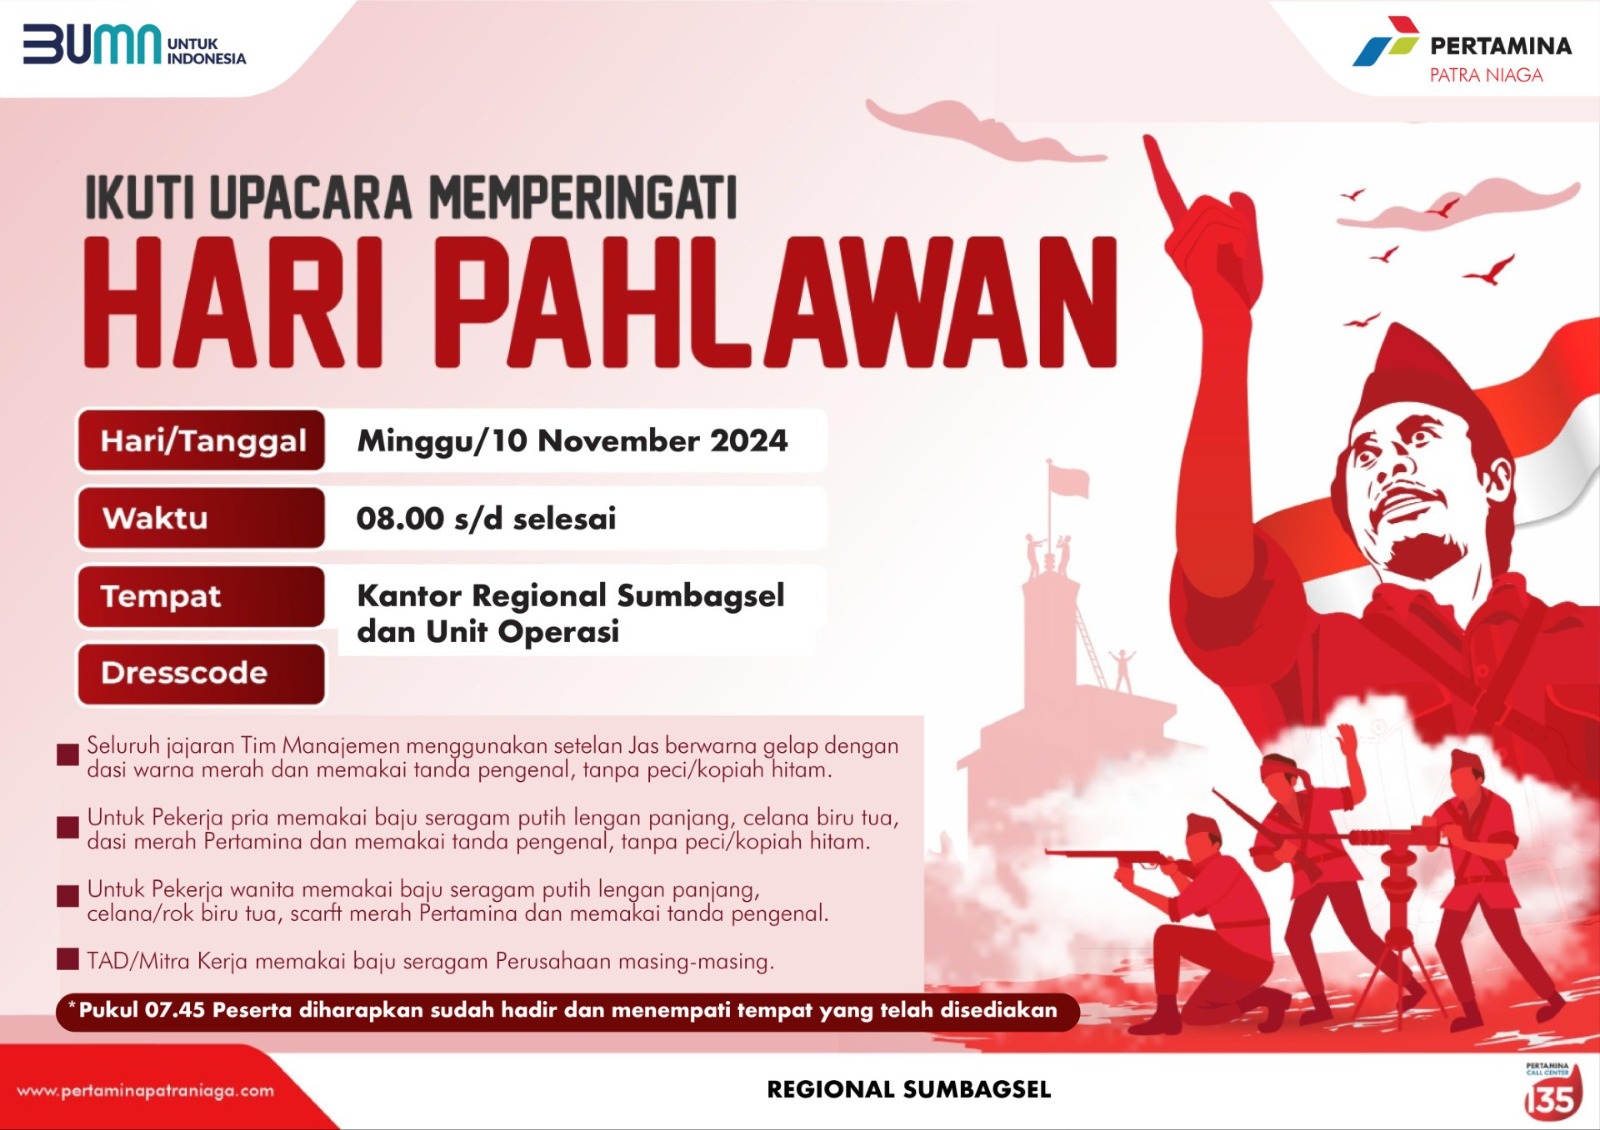 BUMN UNTUK
INDONESIA
PERTAMINA
PATRA NIAGA
IKUTI UPACARA MEMPERINGATI
HARI PAHLAWAN
Hari/Tanggal Minggu/10 November 2024
Waktu 08.00 s/d selesai
Tempat Kantor Regional Sumbagsel
dan Unit Operasi
Dresscode
Seluruh jajaran Tim Manajemen menggunakan setelan Jas berwarna gelap dengan
dasi warna merah dan memakai tanda pengenal, tanpa peci/kopiah hitam.
Untuk Pekerja pria memakai baju seragam putih lengan panjang, celana biru tua,
dasi merah Pertamina dan memakai tanda pengenal, tanpa peci/kopiah hitam.
Untuk Pekerja wanita memakai baju seragam putih lengan panjang,
celana/rok biru tua, scarft merah Pertamina dan memakai tanda pengenal.
TAD/Mitra Kerja memakai baju seragam Perusahaan masing-masing.
*Pukul 07.45 Peserta diharapkan sudah hadir dan menempati tempat yang telah disediakan
www.pertaminapatraniaga.com
REGIONAL SUMBAGSEL
PERTAMINA
CALL CENTER
135